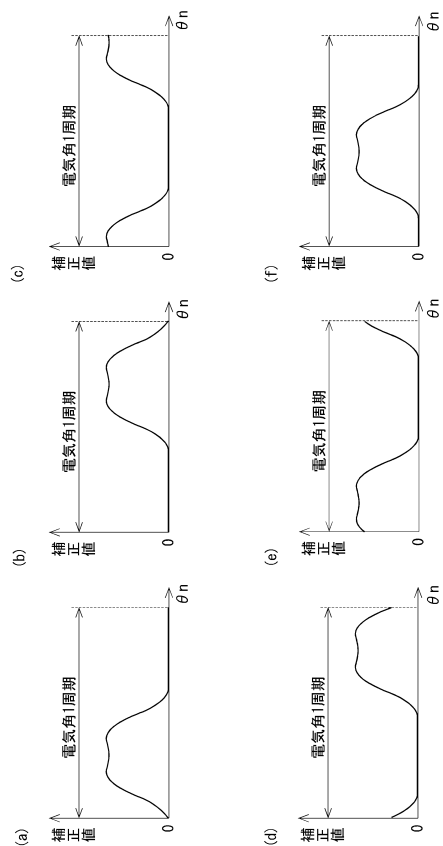 (a)
補正値
電気角1周期
0
θn
(b)
補正値
電気角1周期
0
θn
(c)
補正値
電気角1周期
0
θn
(d)
補正値
電気角1周期
0
θn
(e)
補正値
電気角1周期
0
θn
(f)
補正値
電気角1周期
0
θn